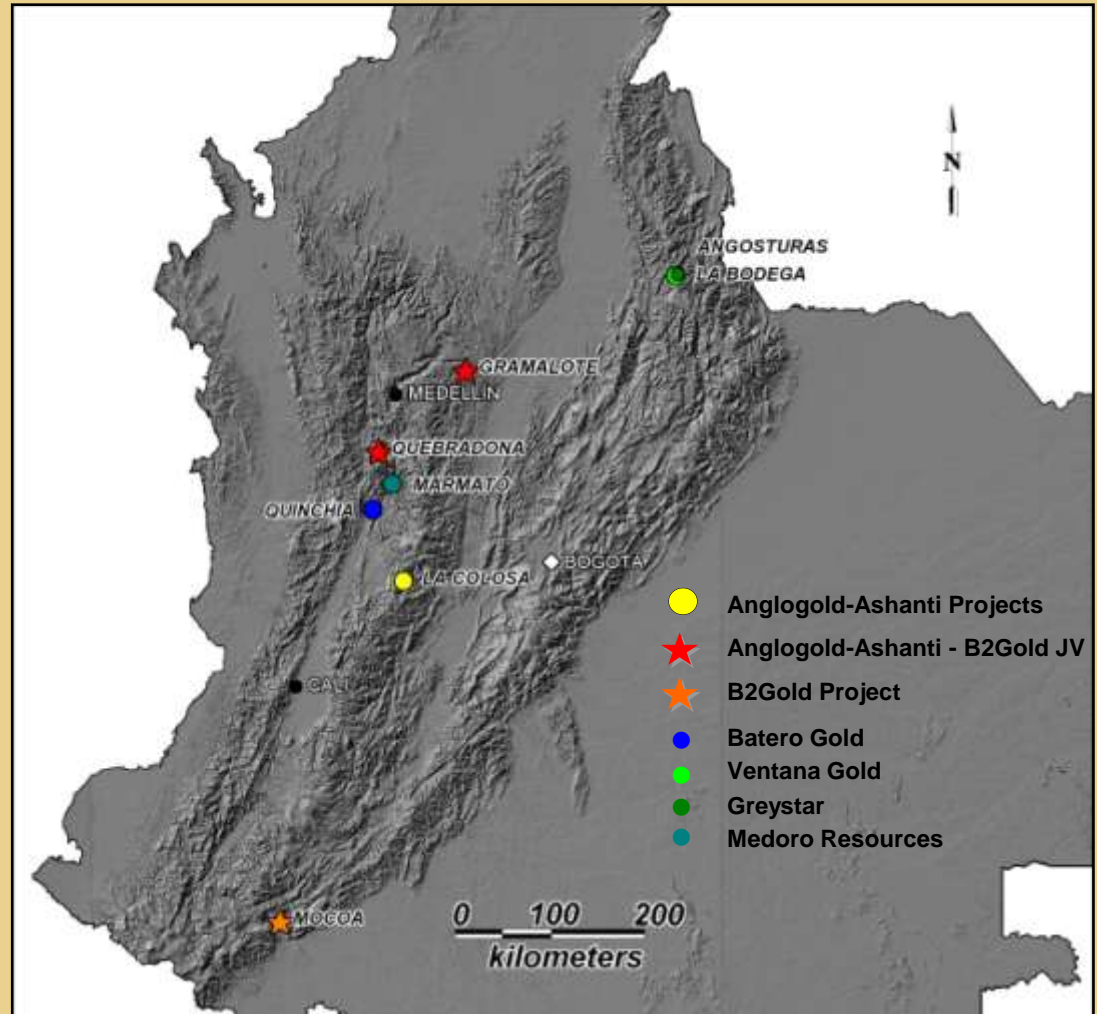 N
ANGOSTURAS
LA BODEGA
GRAMALOTE
MEDELLIN
QUEBRADONA
MARMATO
QUINCHIA
BOGOTA
LA COLOSA
Anglogold-Ashanti Projects
Anglogold-Ashanti - B2Gold JV
CALI
B2Gold Project
Batero Gold
Ventana Gold
Greystar
Medoro Resources
MOCOA
0 100 200
kilometers